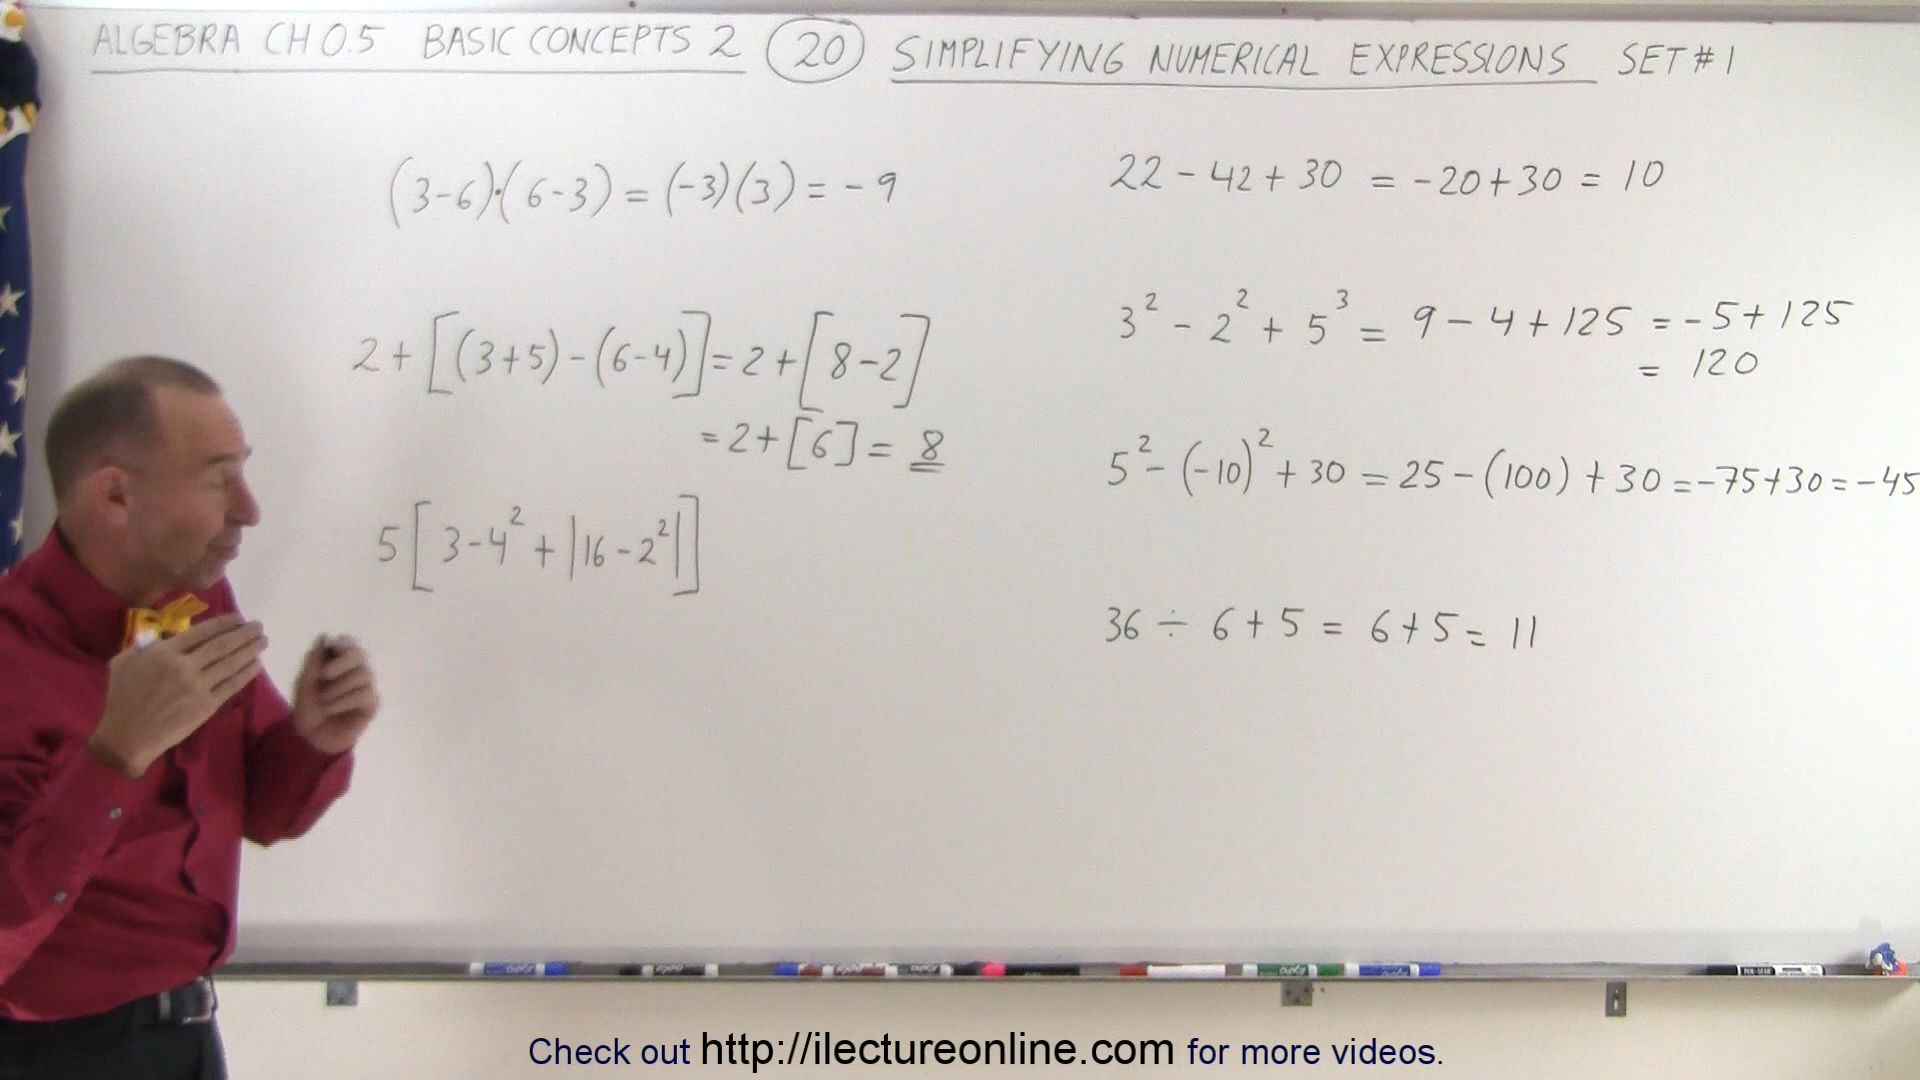 ALGEBRA CH 0.5 BASIC CONCEPTS 2 20 SIMPLIFYING NUMERICAL EXPRESSIONS SET # 1
(3-6)·(6-3) = (-3)(3) = -9
2+[(3+5)-(6-4)] = 2+[8-2]
= 2+[6] = 8
5[3-4²+|16-2²|]
22-42+30 = -20+30 = 10
3²-2²+5³ = 9-4+125 = -5+125
= 120
5²-(-10)²+30 = 25-(100)+30 = -75+30 = -45
36÷6+5 = 6+5 = 11
Check out http://ilectureonline.com for more videos.